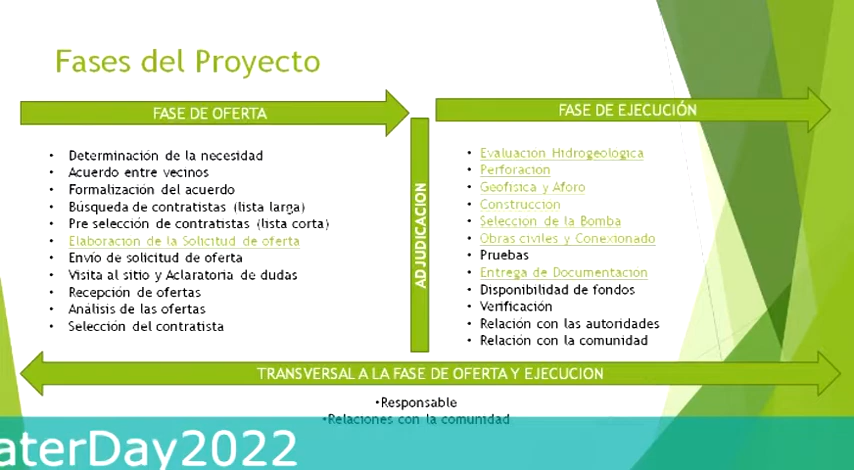 Fases del Proyecto
FASE DE OFERTA
FASE DE EJECUCIÓN
• Determinación de la necesidad
• Acuerdo entre vecinos
• Formalización del acuerdo
• Búsqueda de contratistas (lista larga)
• Pre selección de contratistas (lista corta)
• Elaboracion de la Solicitud de oferta
• Envío de solicitud de oferta
• Visita al sitio y Aclaratoria de dudas
• Recepción de ofertas
• Análisis de las ofertas
• Selección del contratista
ADJUDICACION
• Evaluacion Hidrogeologica
• Perforacion
• Geofisica y Aforo
• Construccion
• Seleccion de la Bomba
• Obras civiles y Conexionado
• Pruebas
• Entrega de Documentacion
• Disponibilidad de fondos
• Verificación
• Relación con las autoridades
• Relación con la comunidad
TRANSVERSAL A LA FASE DE OFERTA Y EJECUCION
•Responsable
•Relaciones con la comunidad
aterDay2022